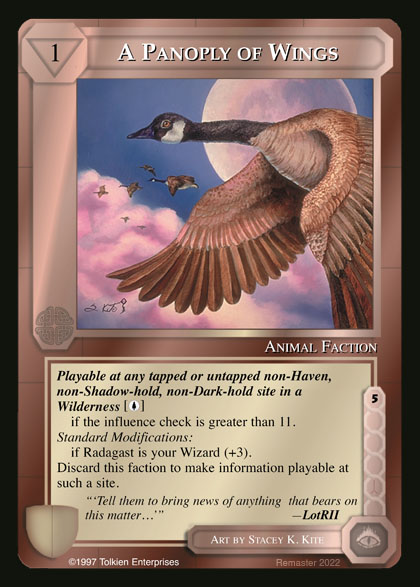 1
A PANOPLY OF WINGS
S. Kite
ANIMAL FACTION
Playable at any tapped or untapped non-Haven,
non-Shadow-hold, non-Dark-hold site in a
Wilderness [ ]
if the influence check is greater than 11.
Standard Modifications:
if Radagast is your Wizard (+3).
Discard this faction to make information playable at
such a site.
“‘Tell them to bring news of anything that bears on
this matter…’” –LotRII
5
ART BY STACEY K. KITE
©1997 Tolkien Enterprises
Remaster 2022